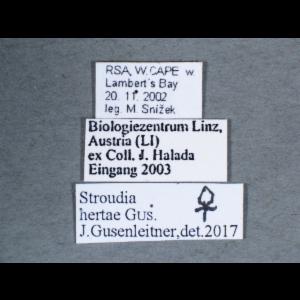 RSA, W.CAPE w.
Lambert's Bay
20. 11. 2002
leg. M. Snížek
Biologiezentrum Linz,
Austria (LI)
ex Coll. J. Halada
Eingang 2003
Stroudia
hertae GUS. ♀
J.Gusenleitner,det.2017